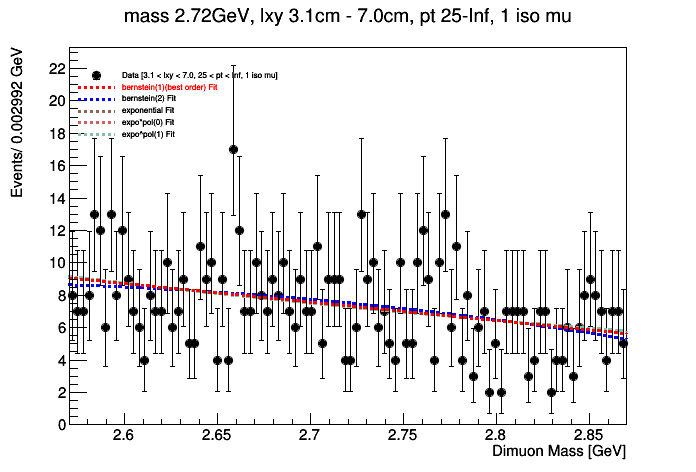 mass 2.72GeV, lxy 3.1cm - 7.0cm, pt 25-Inf, 1 iso mu
Events/ 0.002992 GeV
22
20
18
16
14
12
10
8
6
4
2
0
Data [3.1 < lxy < 7.0, 25 < pt < Inf, 1 iso mu]
bernstein(1)(best order) Fit
bernstein(2) Fit
exponential Fit
expo*pol(0) Fit
expo*pol(1) Fit
2.6 2.65 2.7 2.75 2.8 2.85
Dimuon Mass [GeV]